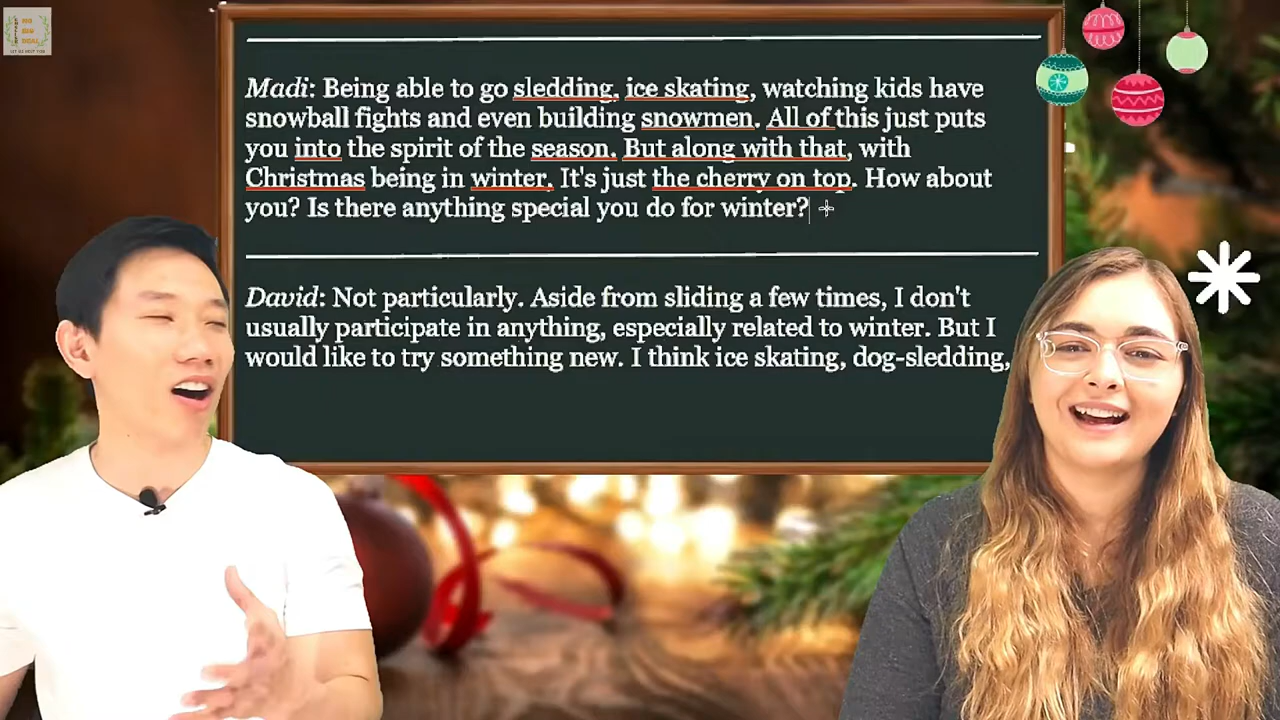 Madi: Being able to go sledding, ice skating, watching kids have
snowball fights and even building snowmen. All of this just puts
you into the spirit of the season. But along with that, with
Christmas being in winter. It's just the cherry on top. How about
you? Is there anything special you do for winter?
David: Not particularly. Aside from sliding a few times, I don't
usually participate in anything, especially related to winter. But I
would like to try something new. I think ice skating, dog-sledding,